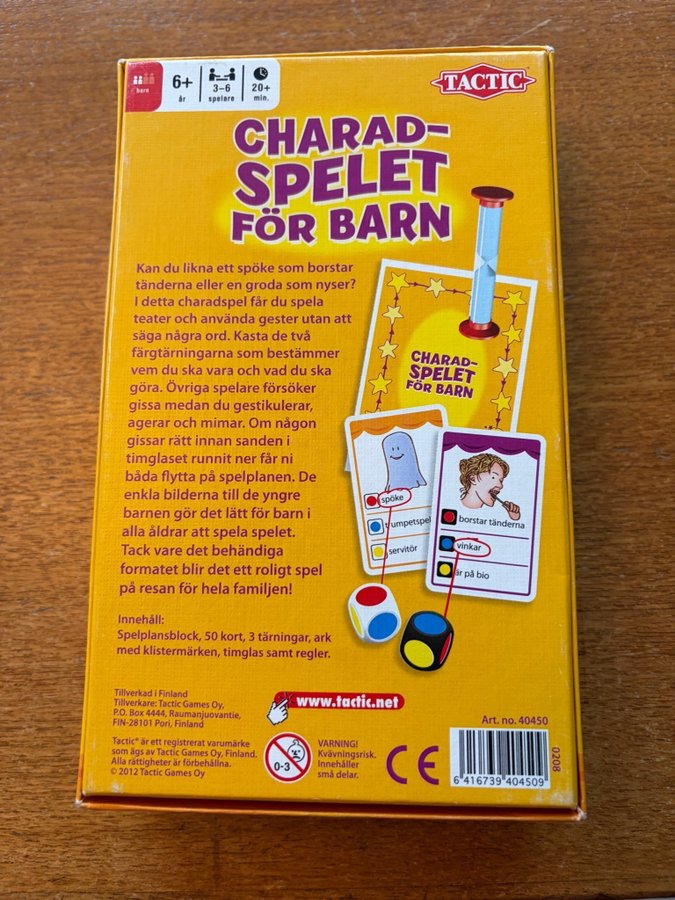 barn
6+
år
3-6
spelare
20+
min.
TACTIC
CHARAD-
SPELET
FÖR BARN
Kan du likna ett spöke som borstar
tänderna eller en groda som nyser?
I detta charadspel får du spela
teater och använda gester utan att
säga några ord. Kasta de två
färgtärningarna som bestämmer
vem du ska vara och vad du ska
göra. Övriga spelare försöker
gissa medan du gestikulerar,
agerar och mimar. Om någon
gissar rätt innan sanden i
timglaset runnit ner får ni
båda flytta på spelplanen. De
enkla bilderna till de yngre
barnen gör det lätt för barn i
alla åldrar att spela spelet.
Tack vare det behändiga
formatet blir det ett roligt spel
på resan för hela familjen!
CHARAD-
SPELET
FÖR BARN
spöke
trumpetspel
servitör
borstar tänderna
vinkar
är på bio
Innehåll:
Spelplansblock, 50 kort, 3 tärningar, ark
med klistermärken, timglas samt regler.
Tillverkad i Finland
Tillverkare: Tactic Games Oy,
P.O. Box 4444, Raumanjuovantie,
FIN-28101 Pori, Finland
www.tactic.net
Art. no. 40450
Tactic® är ett registrerat varumärke
som ägs av Tactic Games Oy, Finland.
Alla rättigheter är förbehållna.
© 2012 Tactic Games Oy
0-3
VARNING!
Kvävningsrisk.
Innehåller
små delar.
CE
6 416739 404509
0208